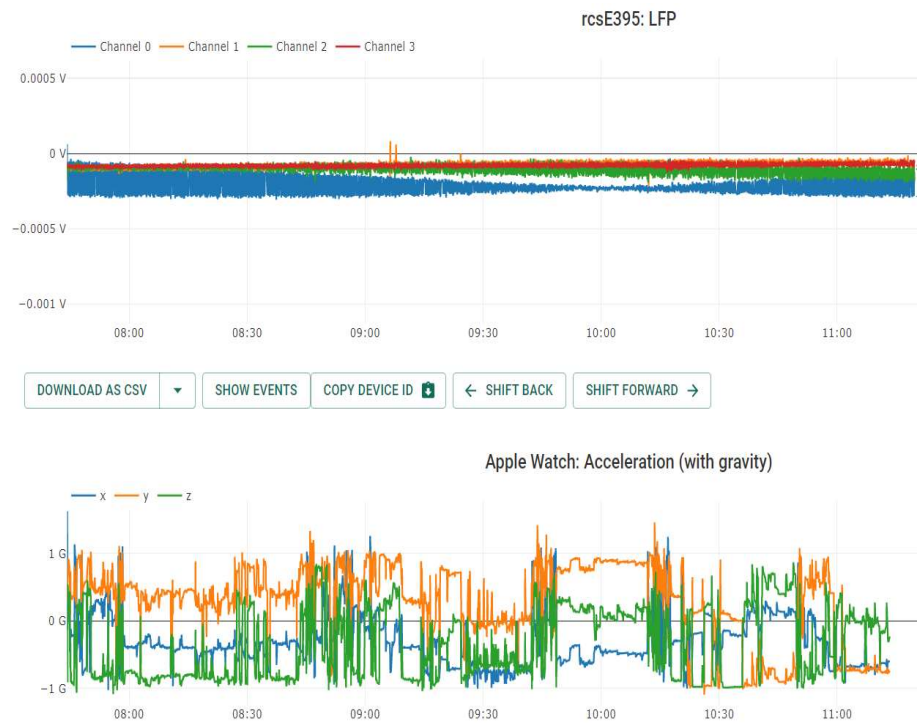 rcsE395: LFP
Channel 0 Channel 1 Channel 2 Channel 3
0.0005 V
0 V
−0.0005 V
−0.001 V
08:00 08:30 09:00 09:30 10:00 10:30 11:00
DOWNLOAD AS CSV SHOW EVENTS COPY DEVICE ID SHIFT BACK SHIFT FORWARD
Apple Watch: Acceleration (with gravity)
x y z
1 G
0 G
−1 G
08:00 08:30 09:00 09:30 10:00 10:30 11:00